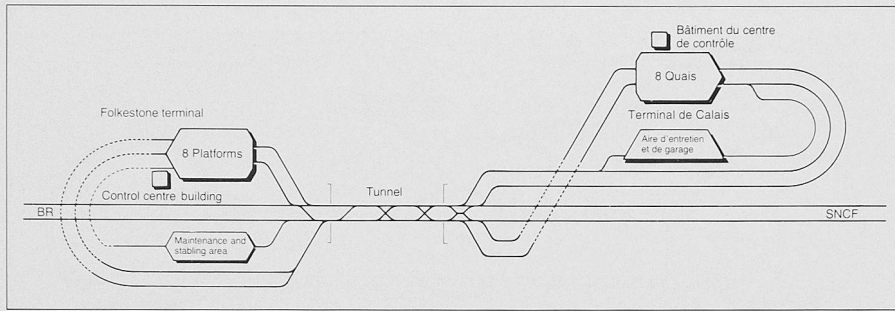 Folkestone terminal
8 Platforms
Control centre building
BR
Maintenance and
stabling area
Tunnel
Bâtiment du centre
de contrôle
8 Quais
Terminal de Calais
Aire d'entretien
et de garage
SNCF